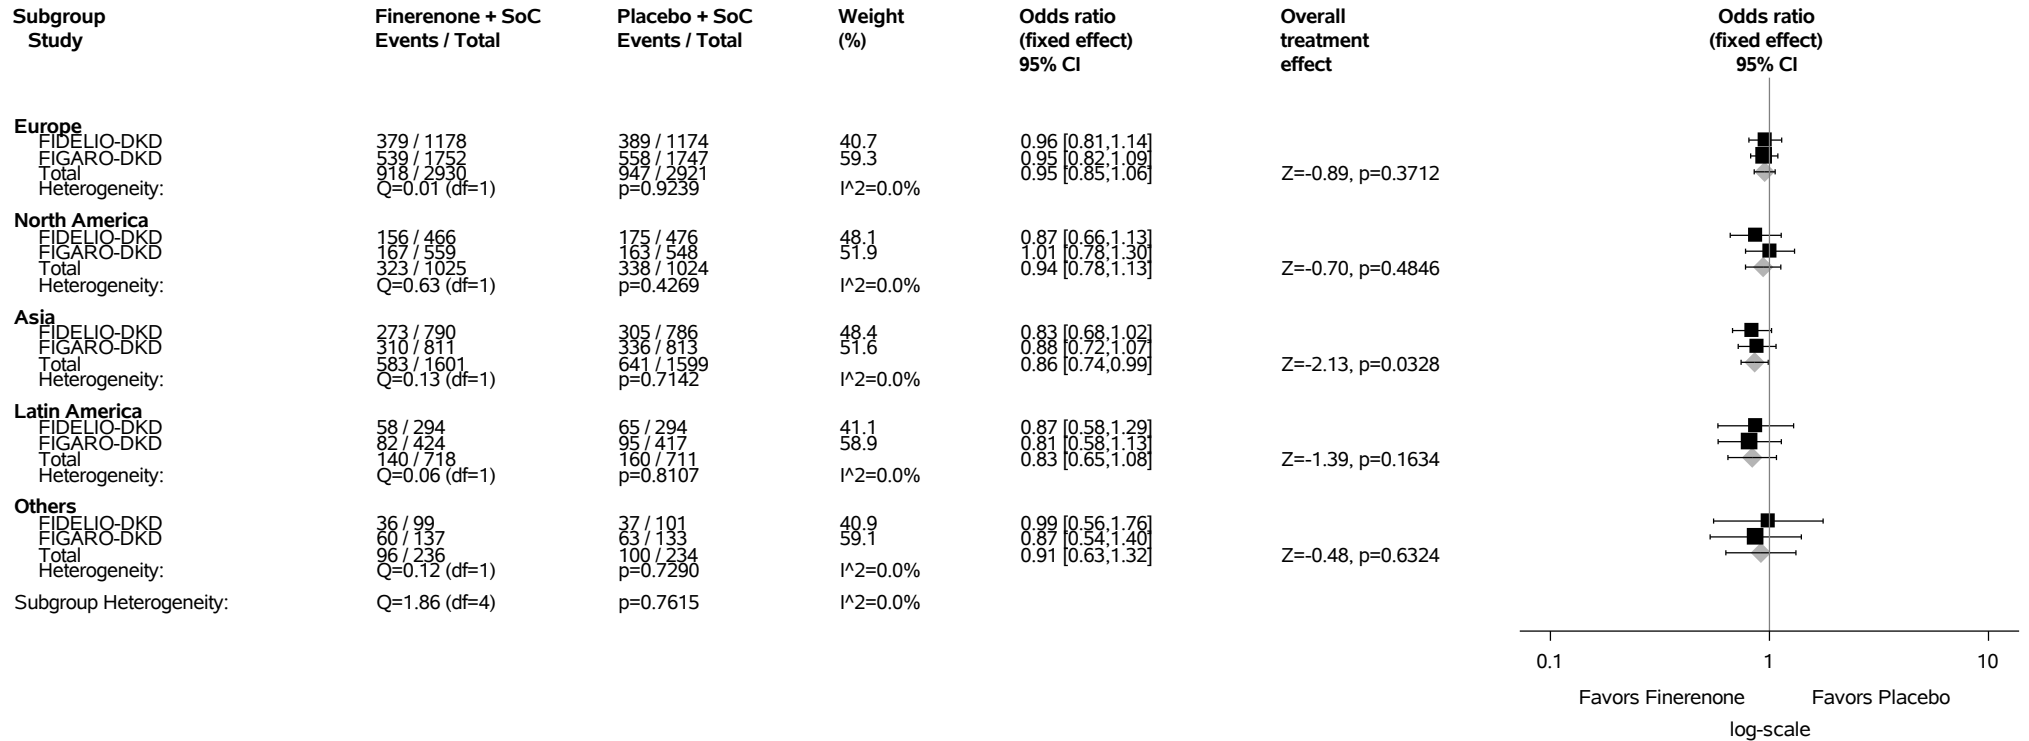 Subgroup Finerenone + SoC Placebo + SoC Weight Odds ratio Overall Odds ratio
Study Events / Total Events / Total (%) (fixed effect) treatment (fixed effect)
95% CI effect 95% CI
Europe
FIDELIO-DKD 379 / 1178 389 / 1174 40.7 0.96 [0.81,1.14]
FIGARO-DKD 539 / 1752 558 / 1747 59.3 0.95 [0.82,1.09]
Total 918 / 2930 947 / 2921 0.95 [0.85,1.06] Z=-0.89, p=0.3712
Heterogeneity: Q=0.01 (df=1) p=0.9239 I^2=0.0%
North America
FIDELIO-DKD 156 / 466 175 / 476 48.1 0.87 [0.66,1.13]
FIGARO-DKD 167 / 559 163 / 548 51.9 1.01 [0.78,1.30]
Total 323 / 1025 338 / 1024 0.94 [0.78,1.13] Z=-0.70, p=0.4846
Heterogeneity: Q=0.63 (df=1) p=0.4269 I^2=0.0%
Asia
FIDELIO-DKD 273 / 790 305 / 786 48.4 0.83 [0.68,1.02]
FIGARO-DKD 310 / 811 336 / 813 51.6 0.88 [0.72,1.07]
Total 583 / 1601 641 / 1599 0.86 [0.74,0.99] Z=-2.13, p=0.0328
Heterogeneity: Q=0.13 (df=1) p=0.7142 I^2=0.0%
Latin America
FIDELIO-DKD 58 / 294 65 / 294 41.1 0.87 [0.58,1.29]
FIGARO-DKD 82 / 424 95 / 417 58.9 0.81 [0.58,1.13]
Total 140 / 718 160 / 711 0.83 [0.65,1.08] Z=-1.39, p=0.1634
Heterogeneity: Q=0.06 (df=1) p=0.8107 I^2=0.0%
Others
FIDELIO-DKD 36 / 99 37 / 101 40.9 0.99 [0.56,1.76]
FIGARO-DKD 60 / 137 63 / 133 59.1 0.87 [0.54,1.40]
Total 96 / 236 100 / 234 0.91 [0.63,1.32] Z=-0.48, p=0.6324
Heterogeneity: Q=0.12 (df=1) p=0.7290 I^2=0.0%
Subgroup Heterogeneity: Q=1.86 (df=4) p=0.7615 I^2=0.0%
0.1 1 10
Favors Finerenone Favors Placebo
log-scale